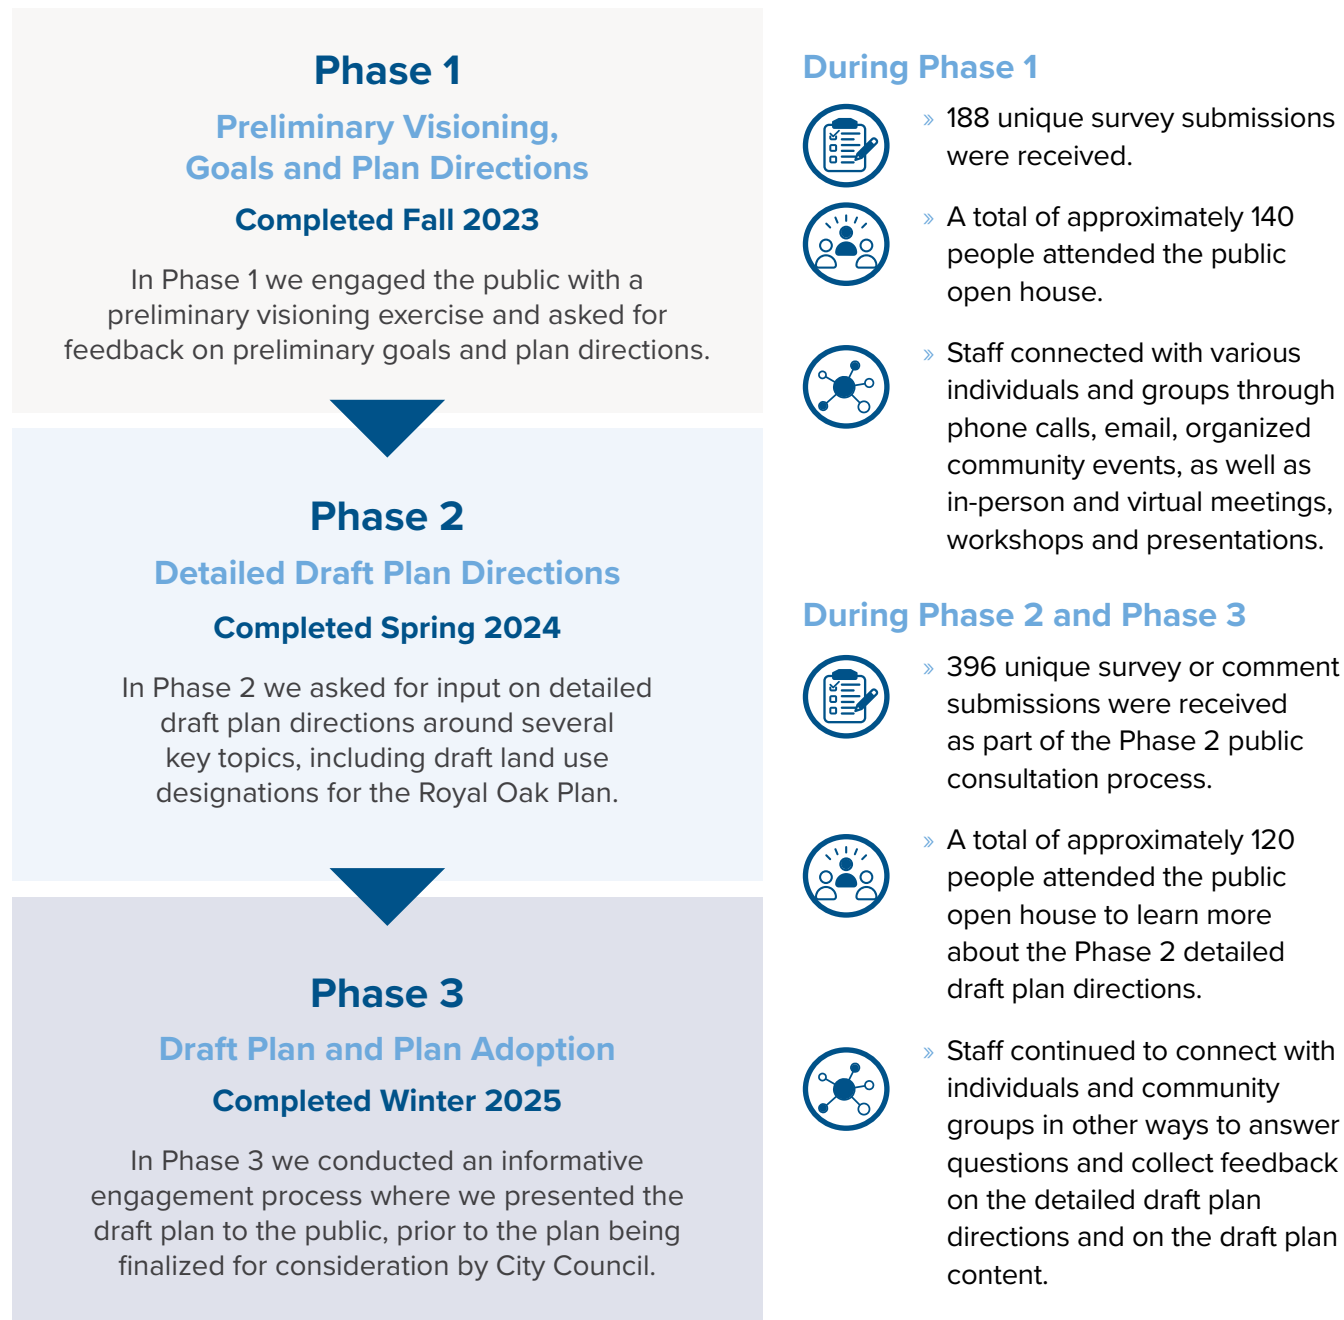 Phase 1
Preliminary Visioning,
Goals and Plan Directions
Completed Fall 2023
In Phase 1 we engaged the public with a
preliminary visioning exercise and asked for
feedback on preliminary goals and plan directions.
Phase 2
Detailed Draft Plan Directions
Completed Spring 2024
In Phase 2 we asked for input on detailed
draft plan directions around several
key topics, including draft land use
designations for the Royal Oak Plan.
Phase 3
Draft Plan and Plan Adoption
Completed Winter 2025
In Phase 3 we conducted an informative
engagement process where we presented the
draft plan to the public, prior to the plan being
finalized for consideration by City Council.
During Phase 1
» 188 unique survey submissions
were received.
» A total of approximately 140
people attended the public
open house.
» Staff connected with various
individuals and groups through
phone calls, email, organized
community events, as well as
in-person and virtual meetings,
workshops and presentations.
During Phase 2 and Phase 3
» 396 unique survey or comment
submissions were received
as part of the Phase 2 public
consultation process.
» A total of approximately 120
people attended the public
open house to learn more
about the Phase 2 detailed
draft plan directions.
» Staff continued to connect with
individuals and community
groups in other ways to answer
questions and collect feedback
on the detailed draft plan
directions and on the draft plan
content.